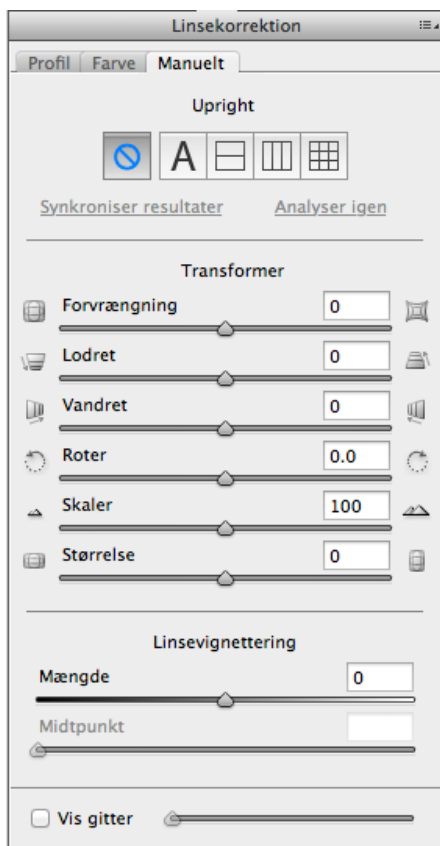 Linsekorrektion
Profil Farve Manuelt
Upright
A
Synkroniser resultater Analyser igen
Transformer
Forvrængning 0
Lodret 0
Vandret 0
Roter 0.0
Skaler 100
Størrelse 0
Linsevignettering
Mængde 0
Midtpunkt
Vis gitter